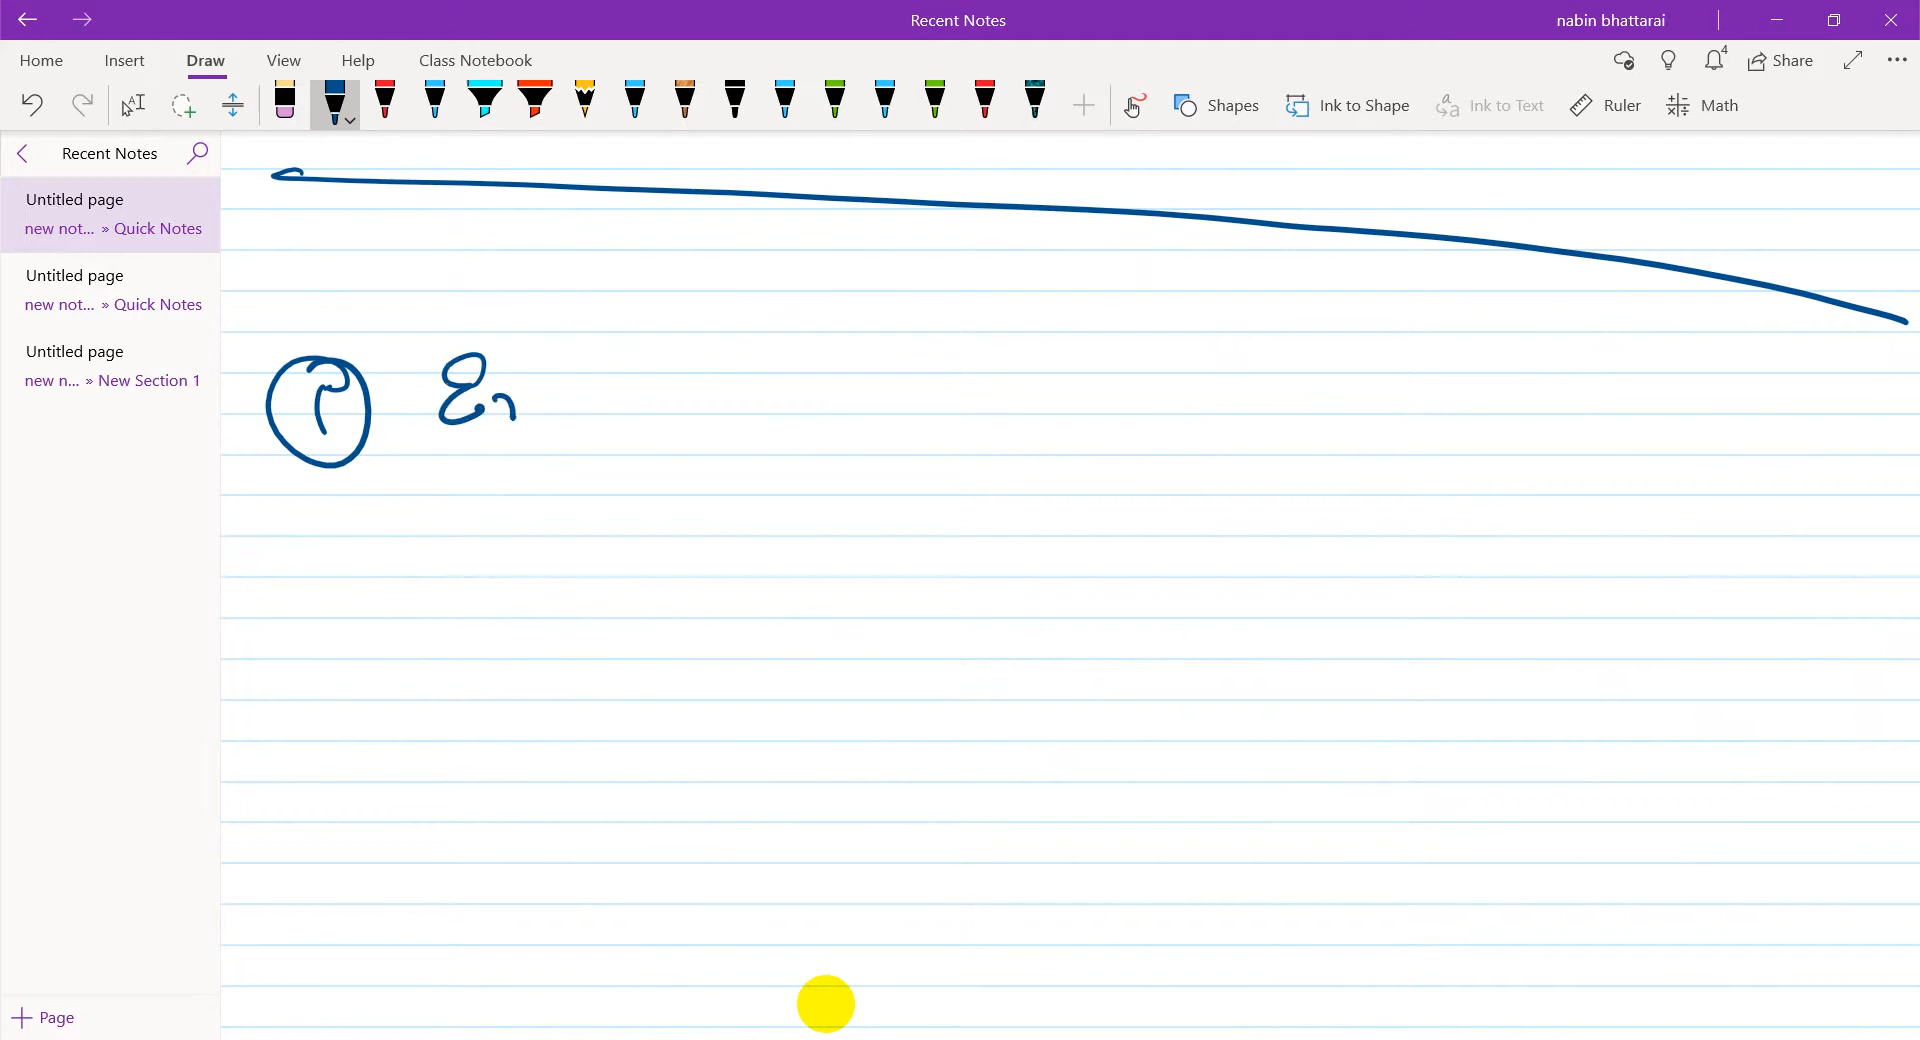 Recent Notes
nabin bhattarai
Home Insert Draw View Help Class Notebook
4 Share
Shapes Ink to Shape Ink to Text Ruler Math
Recent Notes
Untitled page
new not... » Quick Notes
Untitled page
new not... » Quick Notes
Untitled page
new n... » New Section 1
En
Page